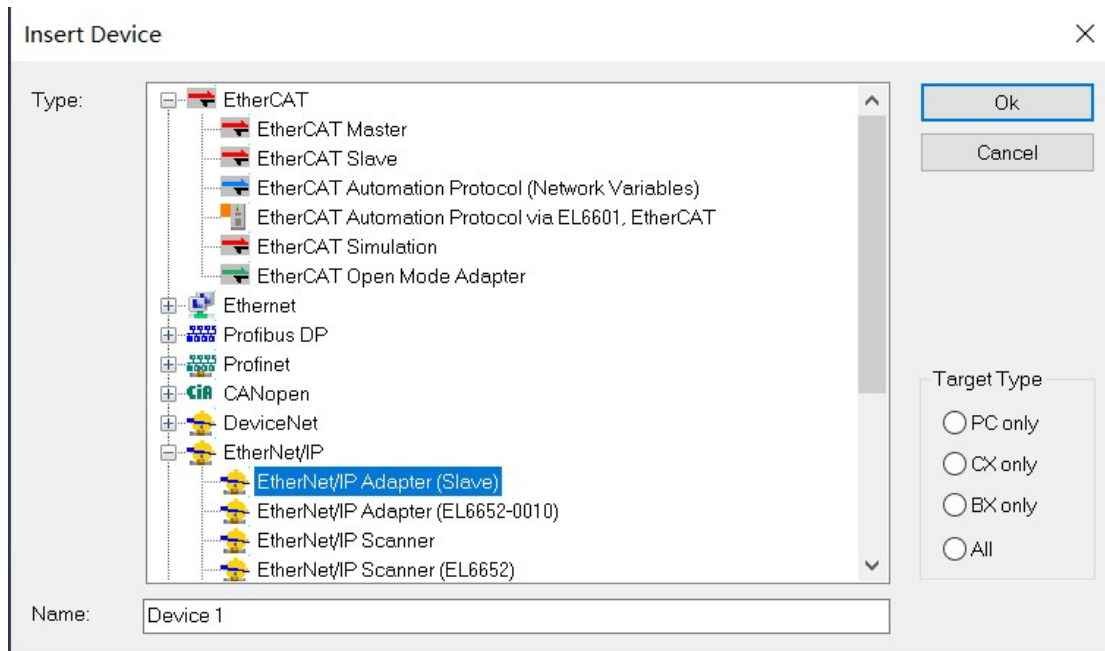 Insert Device
Type:
EtherCAT
EtherCAT Master
EtherCAT Slave
EtherCAT Automation Protocol (Network Variables)
EtherCAT Automation Protocol via EL6601, EtherCAT
EtherCAT Simulation
EtherCAT Open Mode Adapter
Ethernet
Profibus DP
Profinet
CiA CANopen
DeviceNet
EtherNet/IP
EtherNet/IP Adapter (Slave)
EtherNet/IP Adapter (EL6652-0010)
EtherNet/IP Scanner
EtherNet/IP Scanner (EL6652)
Ok
Cancel
Target Type
PC only
CX only
BX only
All
Name:
Device 1